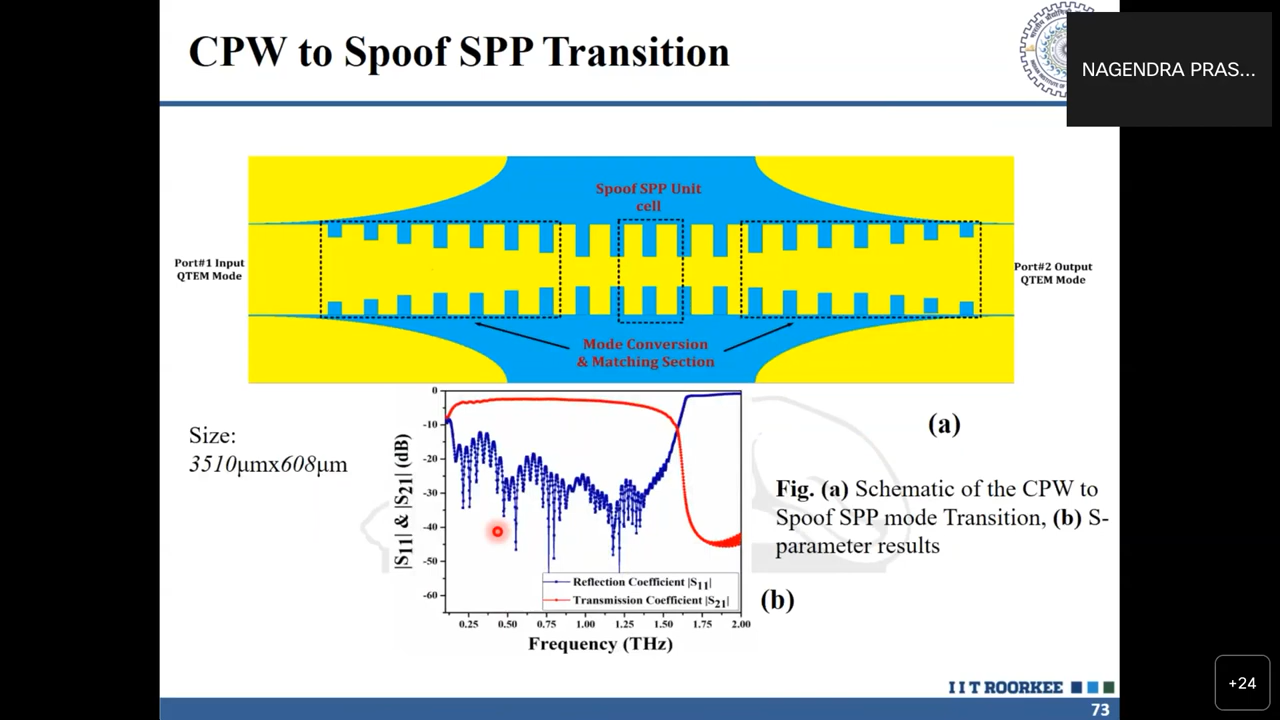 CPW to Spoof SPP Transition
NAGENDRA PRAS...
Spoof SPP Unit
cell
Port#1 Input
QTEM Mode
Port#2 Output
QTEM Mode
Mode Conversion
& Matching Section
Size:
3510μmx608μm
|S11| & |S21| (dB)
0
-10
-20
-30
-40
-50
-60
Reflection Coefficient |S11|
Transmission Coefficient |S21|
0.25 0.50 0.75 1.00 1.25 1.50 1.75 2.00
Frequency (THz)
(a)
Fig. (a) Schematic of the CPW to
Spoof SPP mode Transition, (b) S-
parameter results
(b)
I I T ROORKEE
73
+24